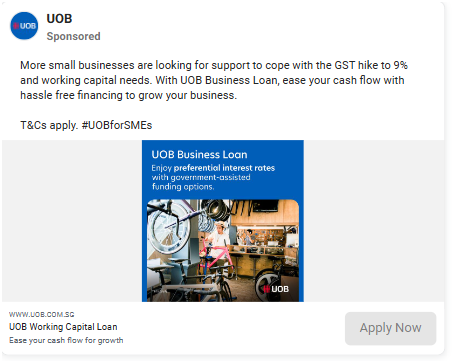 UOB
UOB
Sponsored
More small businesses are looking for support to cope with the GST hike to 9%
and working capital needs. With UOB Business Loan, ease your cash flow with
hassle free financing to grow your business.
T&Cs apply. #UOBforSMEs
UOB Business Loan
Enjoy preferential interest rates
with government-assisted
funding options.
UOB
WWW.UOB.COM.SG
UOB Working Capital Loan
Ease your cash flow for growth
Apply Now